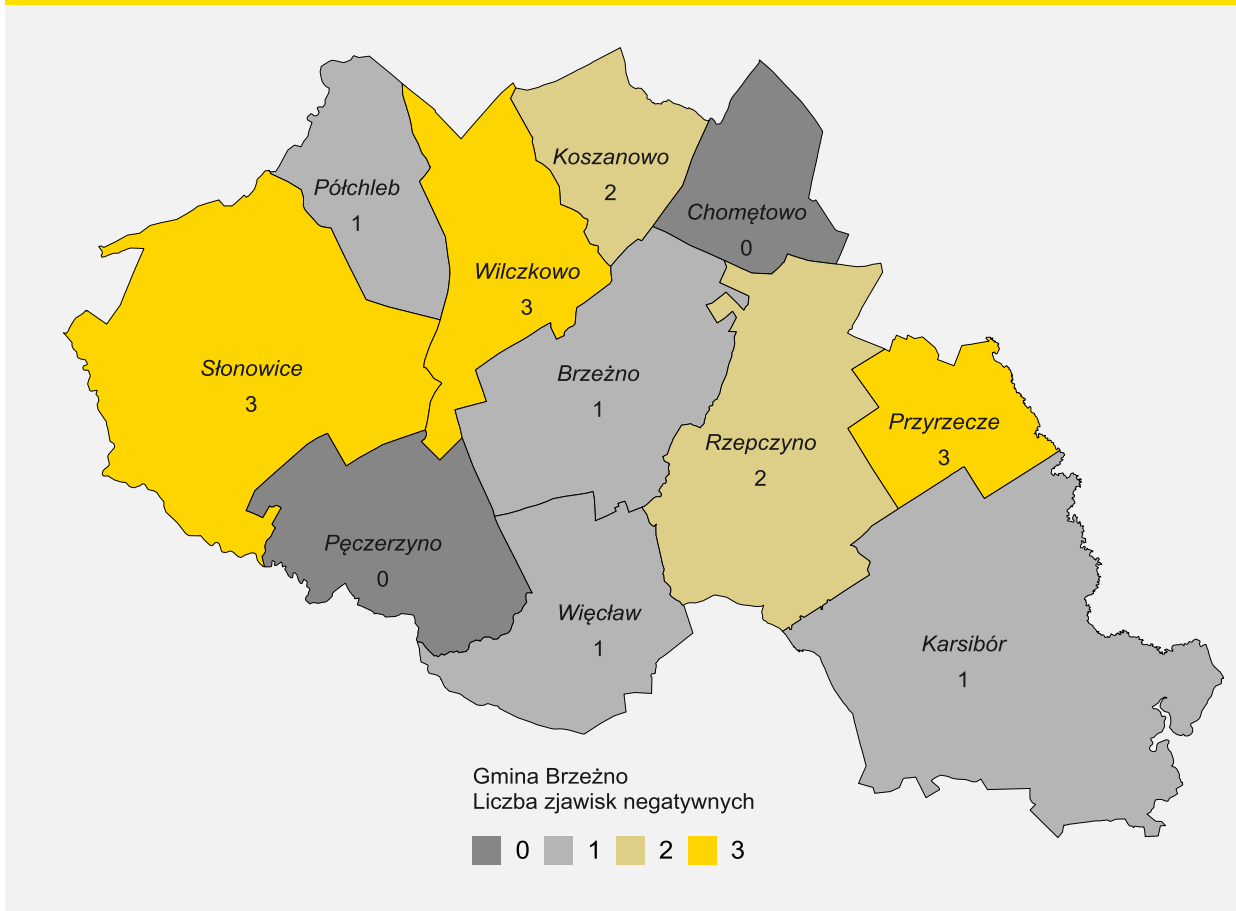 Koszanowo
2
Półchleb
1
Chomętowo
0
Wilczkowo
3
Słonowice
3
Brzeżno
1
Przyrzecze
3
Rzepczyno
2
Pęczerzyno
0
Więcław
1
Karsibór
1
Gmina Brzeżno
Liczba zjawisk negatywnych
0 1 2 3